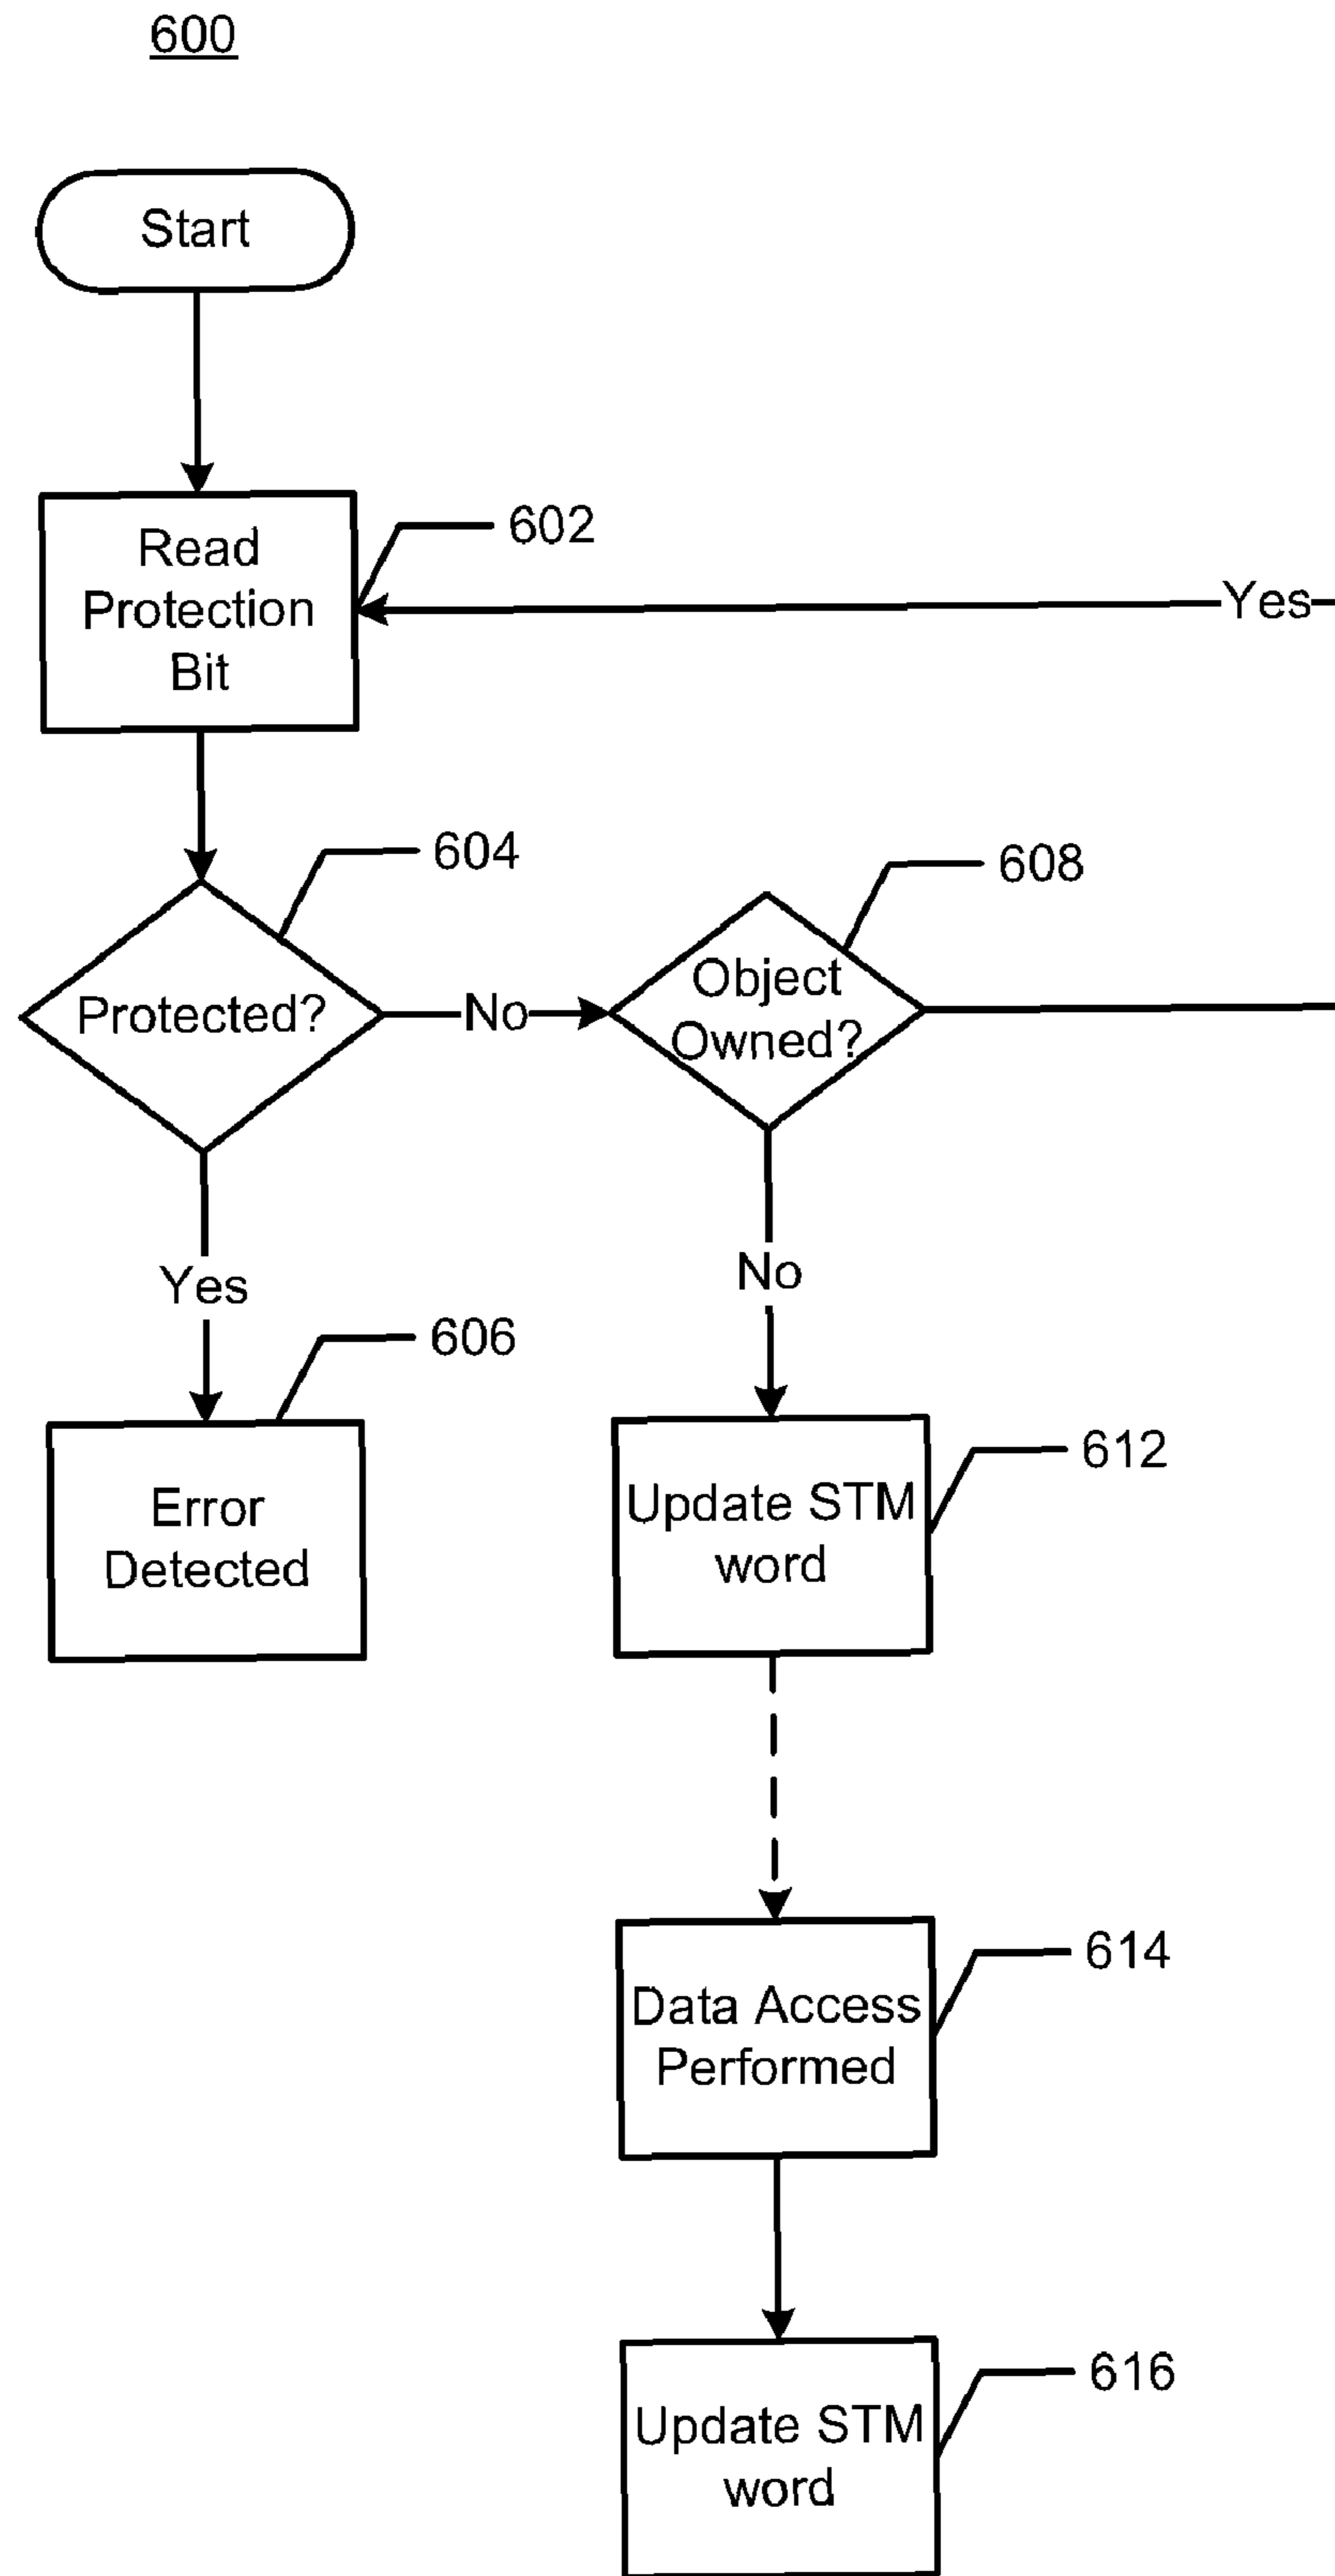 600
Start
Read
Protection
Bit
602
Yes
604
Protected?
No
Object
Owned?
608
Yes
No
606
Error
Detected
Update STM
word
612
Data Access
Performed
614
Update STM
word
616